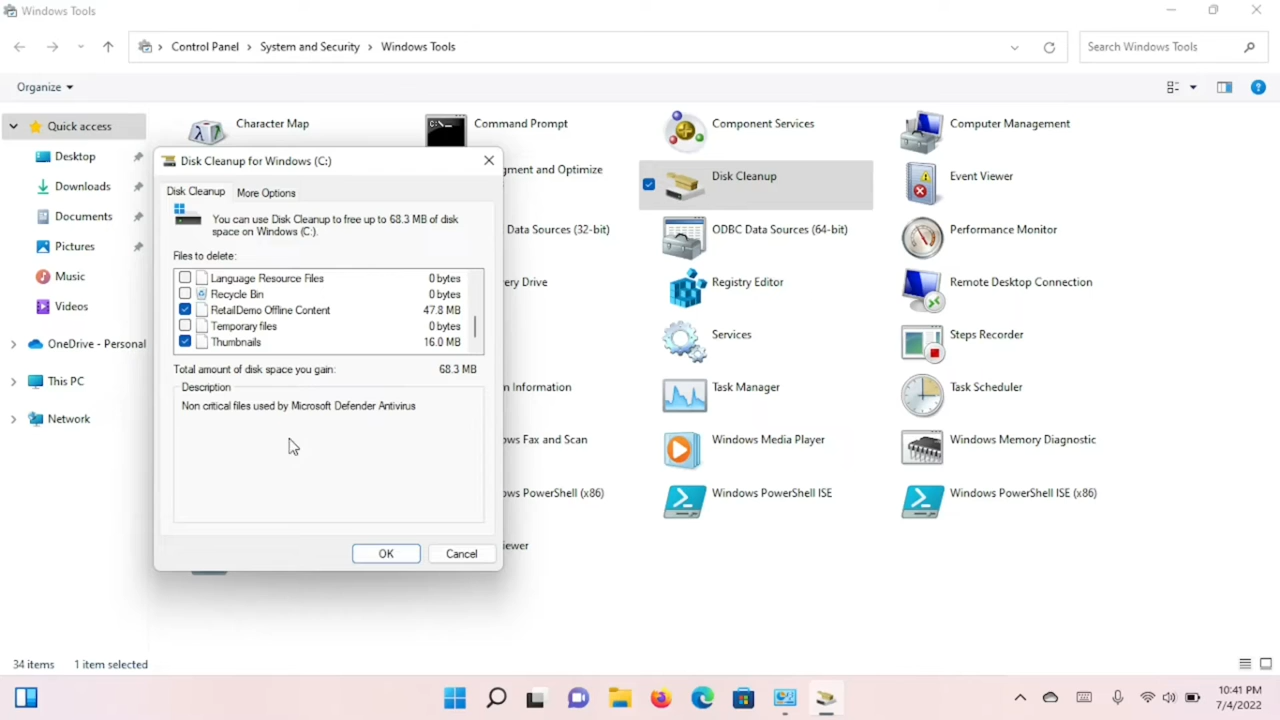 Windows Tools
Control Panel
System and Security
Windows Tools
Search Windows Tools
Organize
Quick access
Desktop
Downloads
Documents
Pictures
Music
Videos
OneDrive - Personal
This PC
Network
Character Map
Command Prompt
Component Services
Computer Management
Disk Cleanup for Windows (C:)
Disk Cleanup
More Options
You can use Disk Cleanup to free up to 68.3 MB of disk
space on Windows (C:).
Files to delete:
Language Resource Files 0 bytes
Recycle Bin 0 bytes
RetailDemo Offline Content 47.8 MB
Temporary files 0 bytes
Thumbnails 16.0 MB
Total amount of disk space you gain: 68.3 MB
Description
Non critical files used by Microsoft Defender Antivirus
OK
Cancel
gment and Optimize
Disk Cleanup
Event Viewer
Data Sources (32-bit)
ODBC Data Sources (64-bit)
Performance Monitor
ery Drive
Registry Editor
Remote Desktop Connection
Services
Steps Recorder
m Information
Task Manager
Task Scheduler
ws Fax and Scan
Windows Media Player
Windows Memory Diagnostic
ws PowerShell (x86)
Windows PowerShell ISE
Windows PowerShell ISE (x86)
ewer
34 items
1 item selected
10:41 PM
7/4/2022